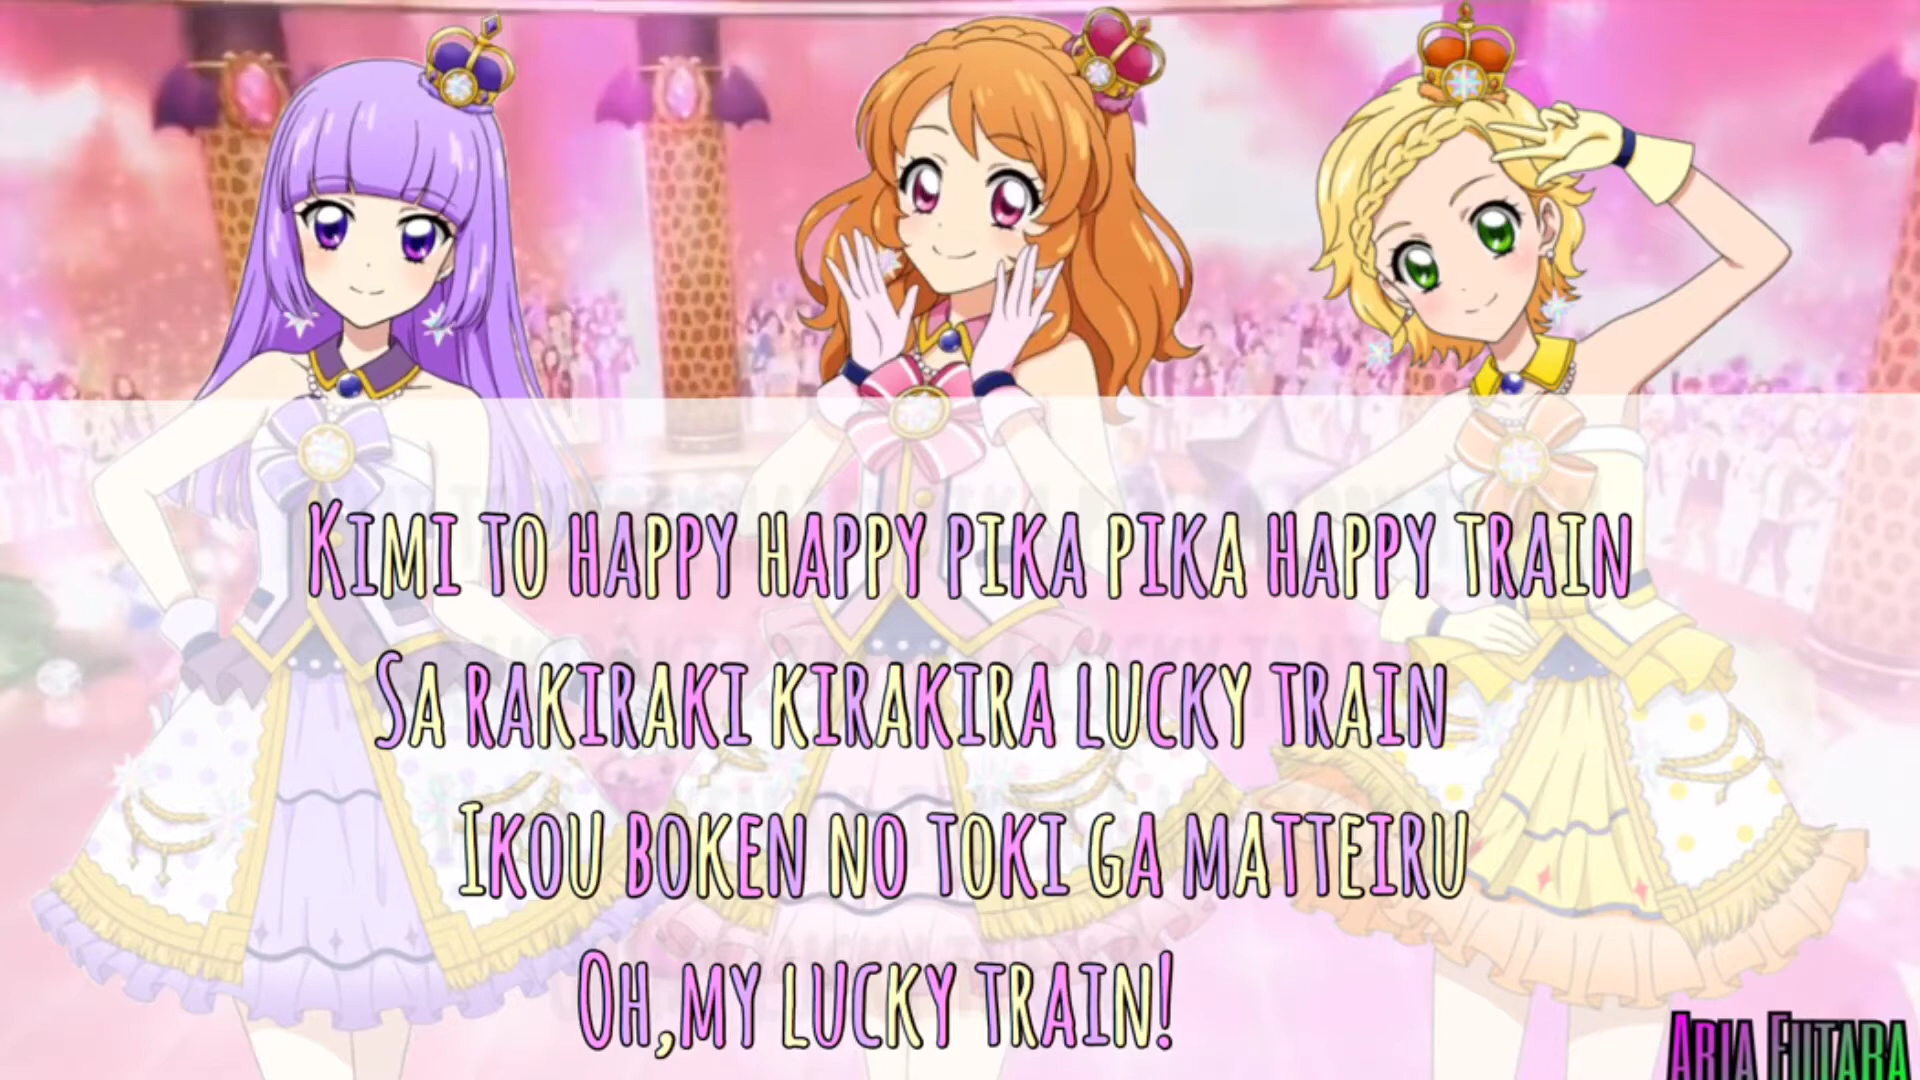 Kimi to happy happy pika pika happy train
Sa rakiraki kirakira lucky train
Ikou boken no toki ga matteiru
Oh,my lucky train!
Aria Futaba